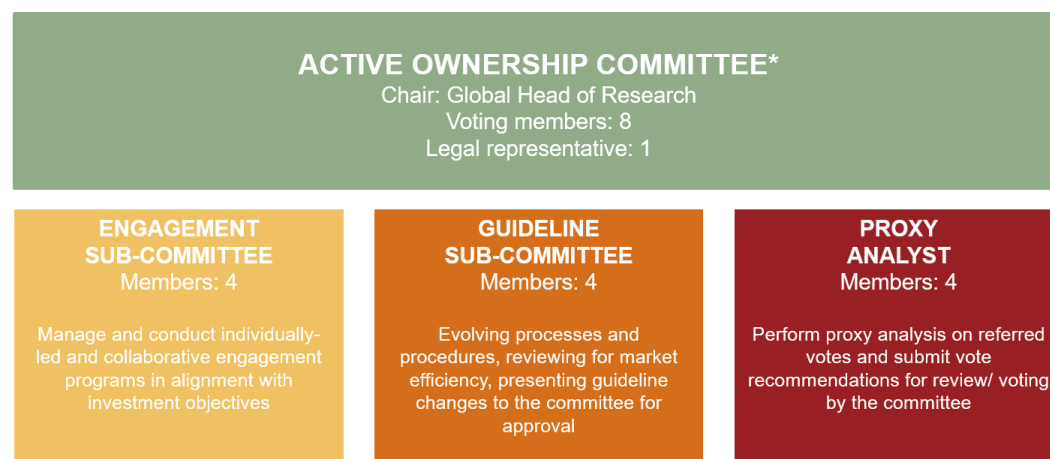 ACTIVE OWNERSHIP COMMITTEE*
Chair: Global Head of Research
Voting members: 8
Legal representative: 1
ENGAGEMENT
SUB-COMMITTEE
Members: 4
Manage and conduct individually-
led and collaborative engagement
programs in alignment with
investment objectives
GUIDELINE
SUB-COMMITTEE
Members: 4
Evolving processes and
procedures, reviewing for market
efficiency, presenting guideline
changes to the committee for
approval
PROXY
ANALYST
Members: 4
Perform proxy analysis on referred
votes and submit vote
recommendations for review/ voting
by the committee